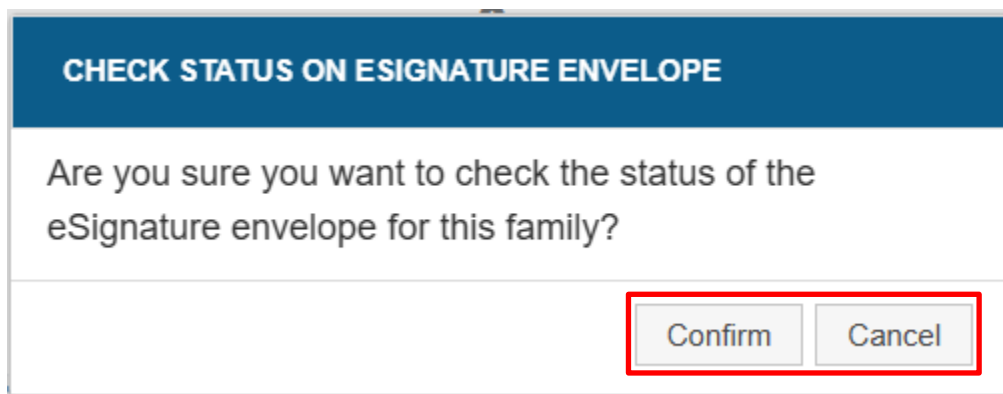 CHECK STATUS ON ESIGNATURE ENVELOPE
Are you sure you want to check the status of the
eSignature envelope for this family?
Confirm Cancel